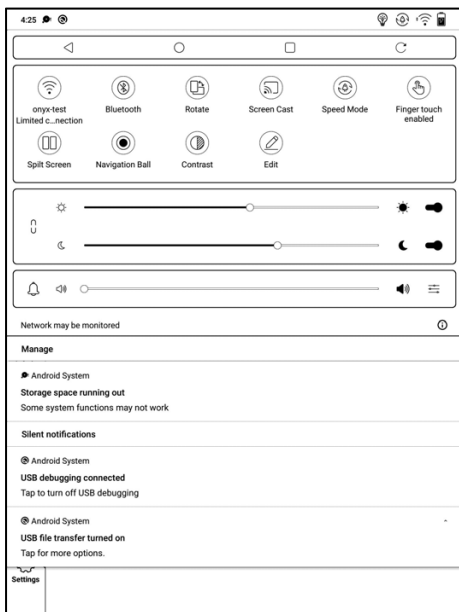 4:25
onyx-test
Limited c...nection
Bluetooth
Rotate
Screen Cast
Speed Mode
Finger touch
enabled
Spilt Screen
Navigation Ball
Contrast
Edit
Network may be monitored
Manage
Android System
Storage space running out
Some system functions may not work
Silent notifications
Android System
USB debugging connected
Tap to turn off USB debugging
Android System
USB file transfer turned on
Tap for more options.
Settings